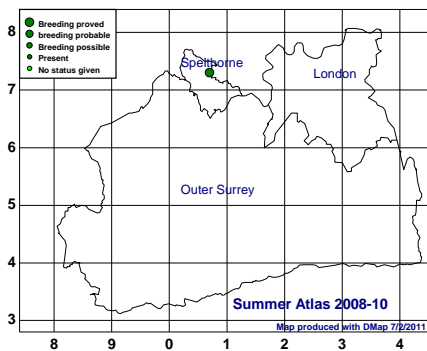 Breeding proved
breeding probable
Breeding possible
Present
No status given
8
7
6
5
4
3
Spelthorne
London
Outer Surrey
Summer Atlas 2008-10
Map produced with DMap 7/2/2011
8 9 0 1 2 3 4